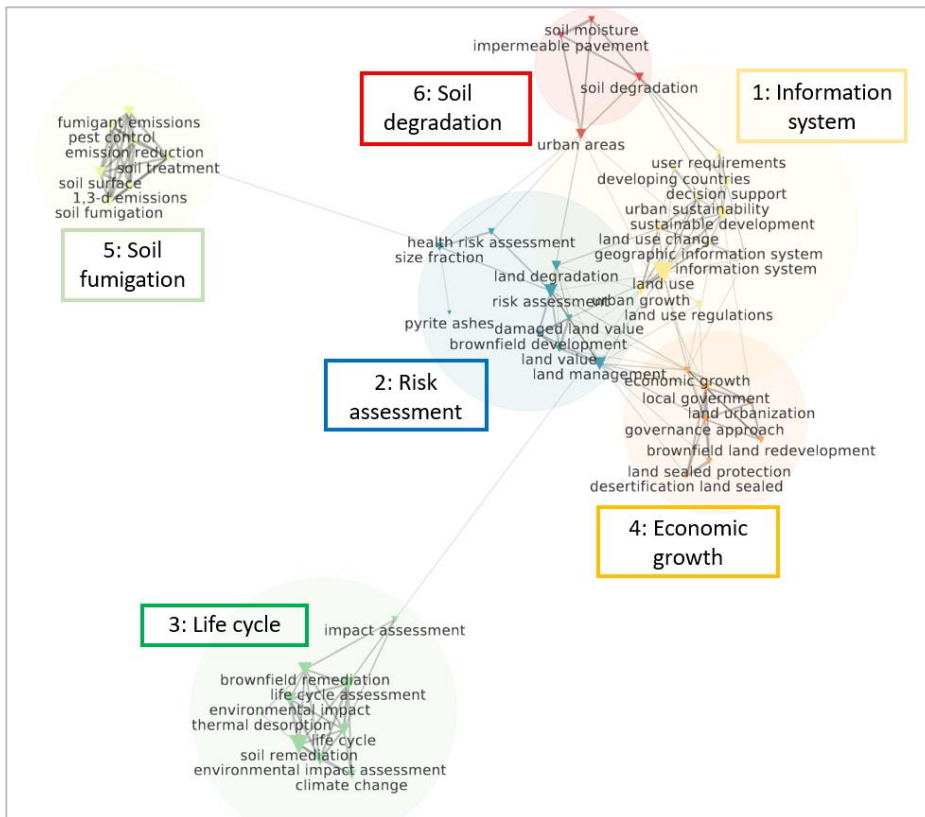 soil moisture
impermeable pavement
soil degradation
urban areas
6: Soil
degradation
1: Information
system
user requirements
developing countries
decision support
urban sustainability
sustainable development
land use change
geographic information system
information system
land use
urban growth
land use regulations
fumigant emissions
pest control
emission reduction
soil treatment
soil surface
1,3-d emissions
soil fumigation
5: Soil
fumigation
health risk assessment
size fraction
land degradation
risk assessment
pyrite ashes
damaged land value
brownfield development
land value
land management
2: Risk
assessment
economic growth
local government
land urbanization
governance approach
brownfield land redevelopment
land sealed protection
desertification land sealed
4: Economic
growth
3: Life cycle
impact assessment
brownfield remediation
life cycle assessment
environmental impact
thermal desorption
life cycle
soil remediation
environmental impact assessment
climate change